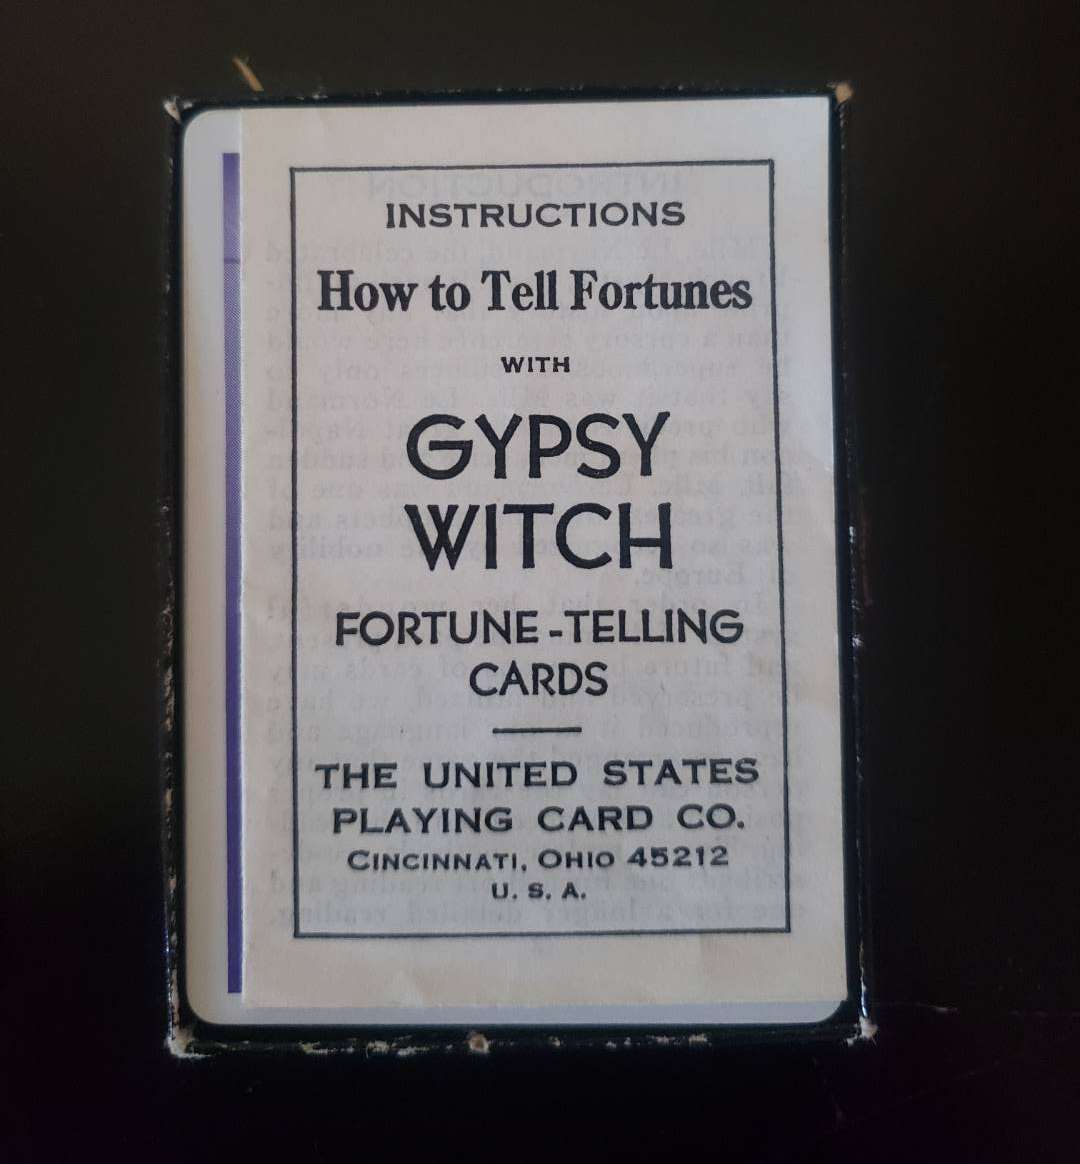 INSTRUCTIONS
How to Tell Fortunes
WITH
GYPSY
WITCH
FORTUNE-TELLING
CARDS
THE UNITED STATES
PLAYING CARD CO.
CINCINNATI, OHIO 45212
U. S. A.